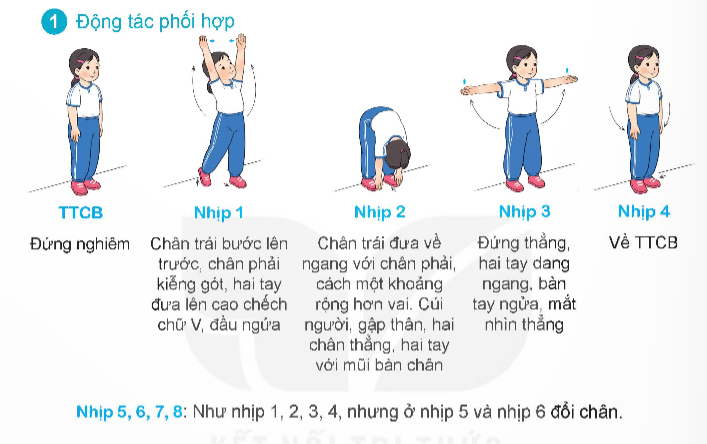 1 Động tác phối hợp
TTCB
Đứng nghiêm
Nhịp 1
Chân trái bước lên
trước, chân phải
kiễng gót, hai tay
đưa lên cao chếch
chữ V, đầu ngửa
Nhịp 2
Chân trái đưa về
ngang với chân phải,
cách một khoảng
rộng hơn vai. Cúi
người, gập thân, hai
chân thẳng, hai tay
với mũi bàn chân
Nhịp 3
Đứng thẳng,
hai tay dang
ngang, bàn
tay ngửa, mắt
nhìn thẳng
Nhịp 4
Về TTCB
Nhịp 5, 6, 7, 8: Như nhịp 1, 2, 3, 4, nhưng ở nhịp 5 và nhịp 6 đổi chân.